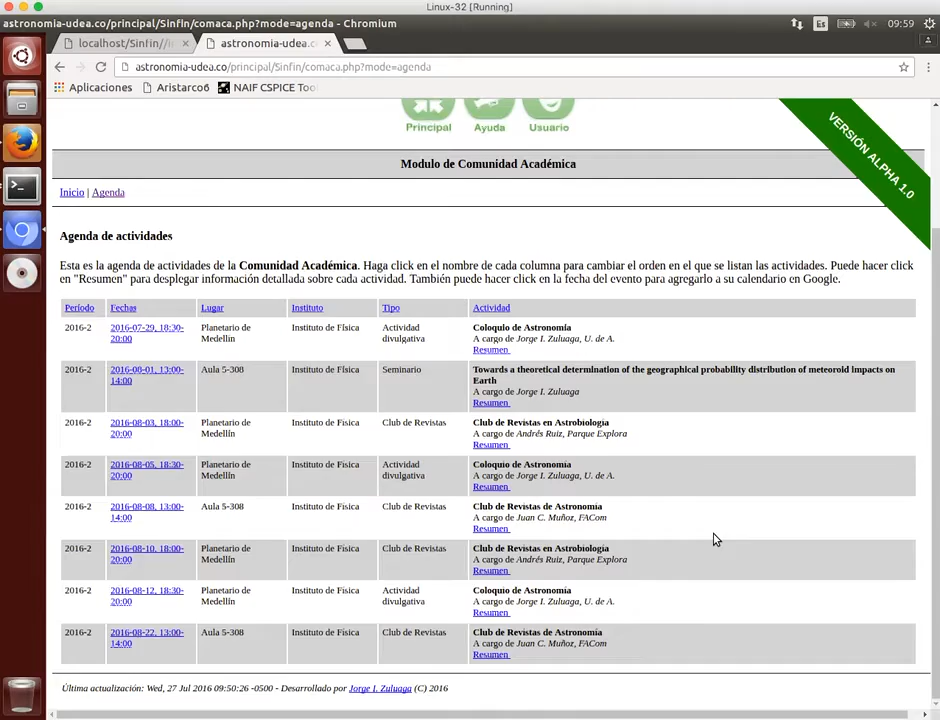 Linux-32 [Running]
astronomia-udea.co/principal/Sinfin/comaca.php?mode=agenda - Chromium
Es
09:59
localhost/Sinfin//i
astronomia-udea.c
astronomia-udea.co/principal/Sinfin/comaca.php?mode=agenda
Aplicaciones
Aristarco6
NAIF CSPICE Too
Principal Ayuda Usuario
VERSIÓN ALPHA 1.0
Modulo de Comunidad Académica
Inicio | Agenda
Agenda de actividades
Esta es la agenda de actividades de la Comunidad Académica. Haga click en el nombre de cada columna para cambiar el orden en el que se listan las actividades. Puede hacer click
en "Resumen" para desplegar información detallada sobre cada actividad. También puede hacer click en la fecha del evento para agregarlo a su calendario en Google.
Período Fechas Lugar Instituto Tipo Actividad
2016-2 2016-07-29, 18:30- Planetario de Instituto de Física Actividad Coloquio de Astronomía
20:00 Medellin divulgativa A cargo de Jorge I. Zuluaga, U. de A.
Resumen
2016-2 2016-08-01, 13:00- Aula 5-308 Instituto de Física Seminario Towards a theoretical determination of the geographical probability distribution of meteoroid impacts on
14:00 Earth
A cargo de Jorge I. Zuluaga
Resumen
2016-2 2016-08-03, 18:00- Planetario de Instituto de Física Club de Revistas Club de Revistas en Astrobiología
20:00 Medellín A cargo de Andrés Ruiz, Parque Explora
Resumen
2016-2 2016-08-05, 18:30- Planetario de Instituto de Física Actividad Coloquio de Astronomía
20:00 Medellín divulgativa A cargo de Jorge I. Zuluaga, U. de A.
Resumen
2016-2 2016-08-08, 13:00- Aula 5-308 Instituto de Física Club de Revistas Club de Revistas de Astronomía
14:00 A cargo de Juan C. Muñoz, FACom
Resumen
2016-2 2016-08-10, 18:00- Planetario de Instituto de Física Club de Revistas Club de Revistas en Astrobiología
20:00 Medellín A cargo de Andrés Ruiz, Parque Explora
Resumen
2016-2 2016-08-12, 18:30- Planetario de Instituto de Física Actividad Coloquio de Astronomía
20:00 Medellín divulgativa A cargo de Jorge I. Zuluaga, U. de A.
Resumen
2016-2 2016-08-22, 13:00- Aula 5-308 Instituto de Física Club de Revistas Club de Revistas de Astronomía
14:00 A cargo de Juan C. Muñoz, FACom
Resumen
Última actualización: Wed, 27 Jul 2016 09:50:26 -0500 - Desarrollado por Jorge I. Zuluaga (C) 2016